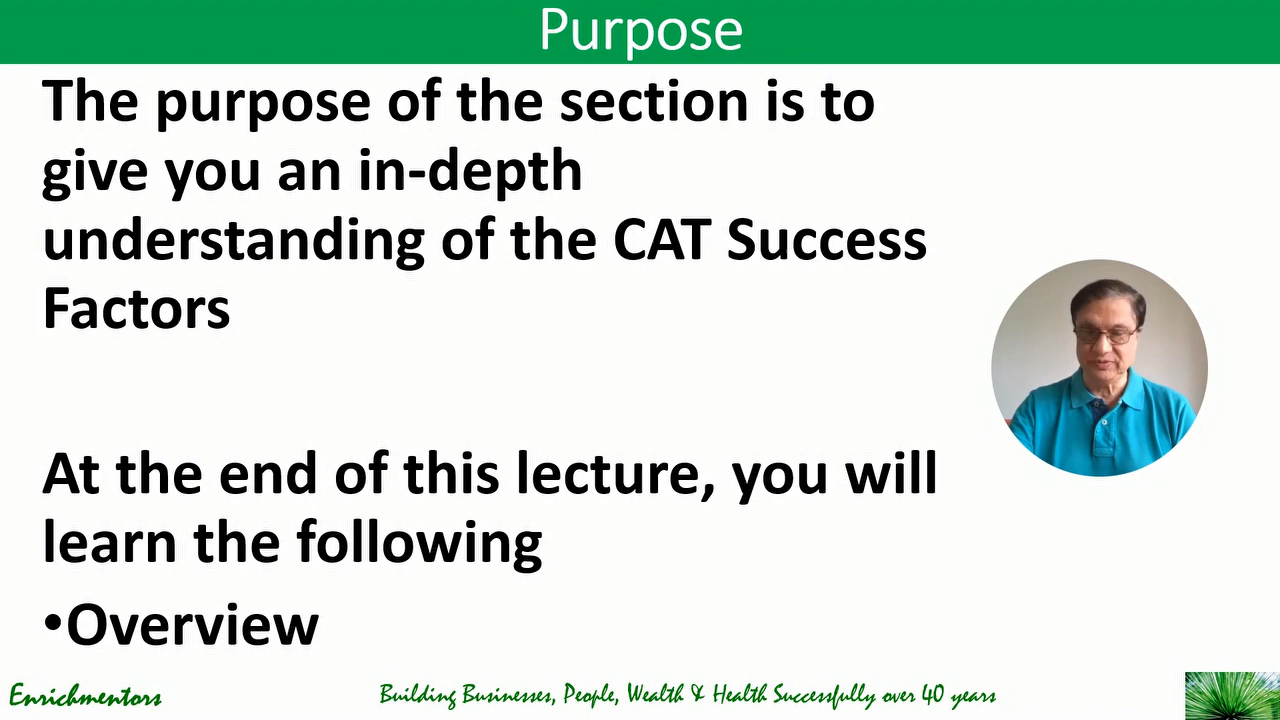 Purpose
The purpose of the section is to
give you an in-depth
understanding of the CAT Success
Factors
At the end of this lecture, you will
learn the following
•Overview
Enrichmentors
Building Businesses, People, Wealth & Health Successfully over 40 years